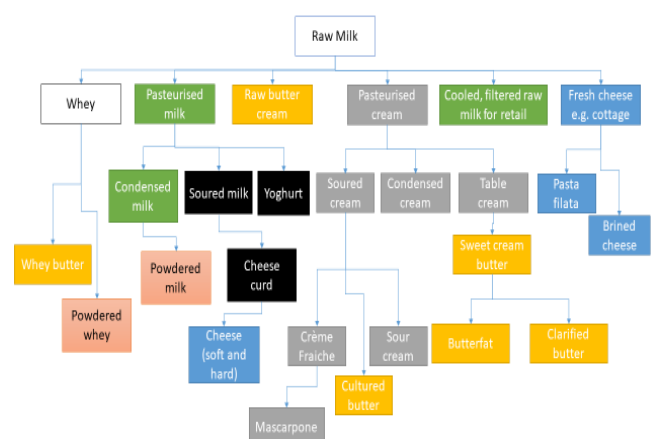 Raw Milk
Whey
Pasteurised
milk
Raw butter
cream
Pasteurised
cream
Cooled, filtered raw
milk for retail
Fresh cheese
e.g. cottage
Condensed
milk
Soured milk
Yoghurt
Soured
cream
Condensed
cream
Table
cream
Pasta
filata
Brined
cheese
Whey butter
Powdered
whey
Powdered
milk
Cheese
curd
Sweet cream
butter
Cheese
(soft and
hard)
Crème
Fraiche
Sour
cream
Butterfat
Clarified
butter
Cultured
butter
Mascarpone